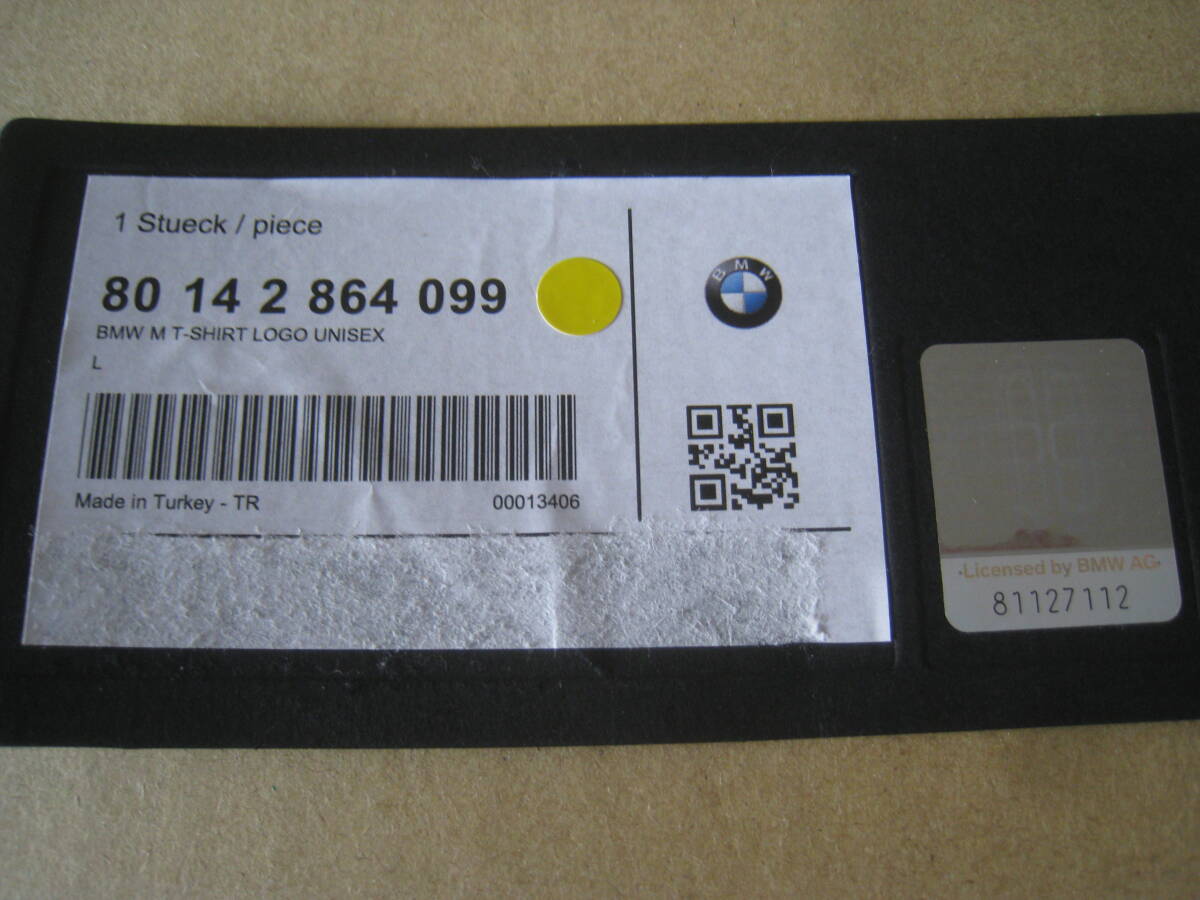 1 Stueck / piece
80 14 2 864 099
BMW M T-SHIRT LOGO UNISEX
L
Made in Turkey - TR
00013406
BMW
·Licensed by BMW AG·
81127112